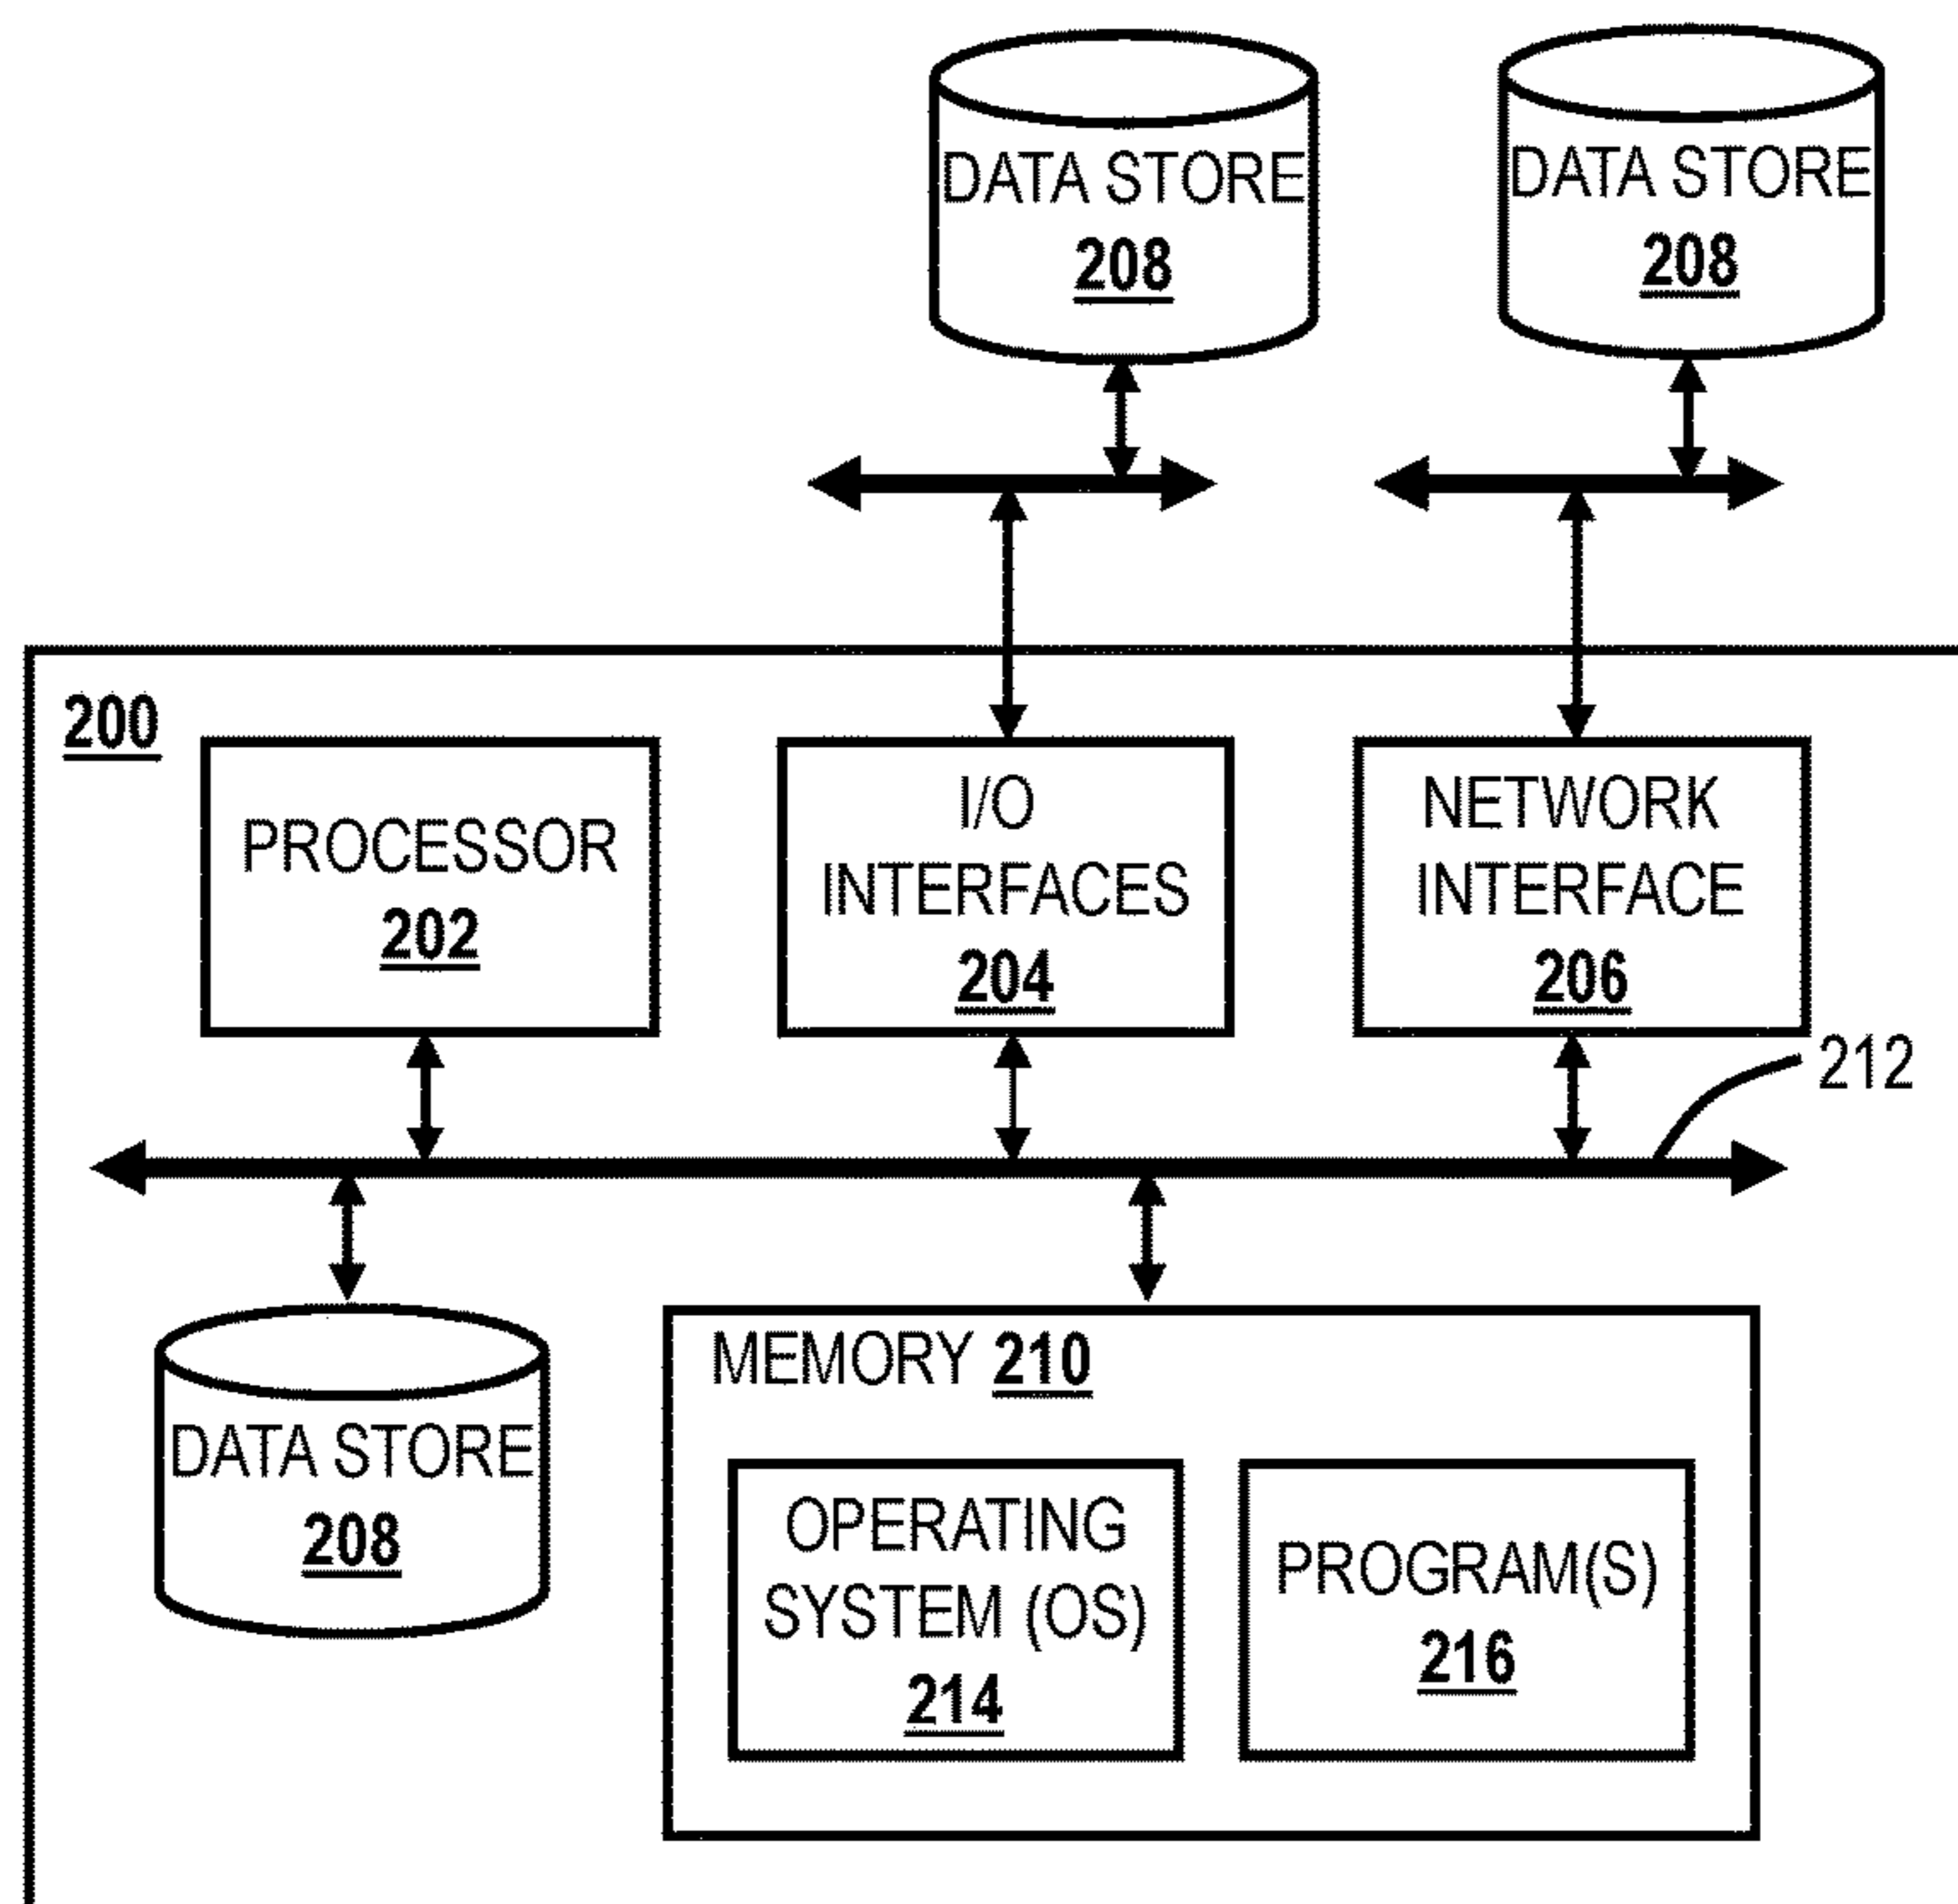 DATA STORE
208
DATA STORE
208
200
PROCESSOR
202
I/O
INTERFACES
204
NETWORK
INTERFACE
206
212
DATA STORE
208
MEMORY 210
OPERATING
SYSTEM (OS)
214
PROGRAM(S)
216